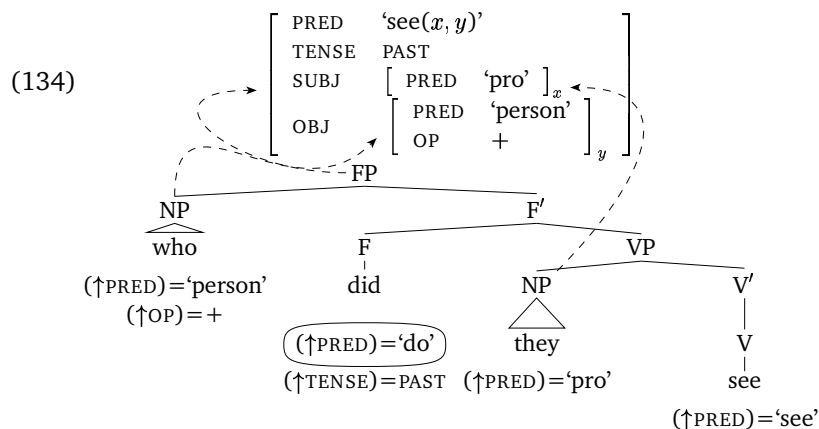 PRED ‘see(x, y)’
TENSE PAST
(134) SUBJ [ PRED ‘pro’ ]x
OBJ [ PRED ‘person’
OP + ]y
FP
NP F′
who F VP
(↑PRED)=‘person’ did NP V′
(↑OP)=+
(↑PRED)=‘do’ they V
(↑TENSE)=PAST (↑PRED)=‘pro’ see
(↑PRED)=‘see’